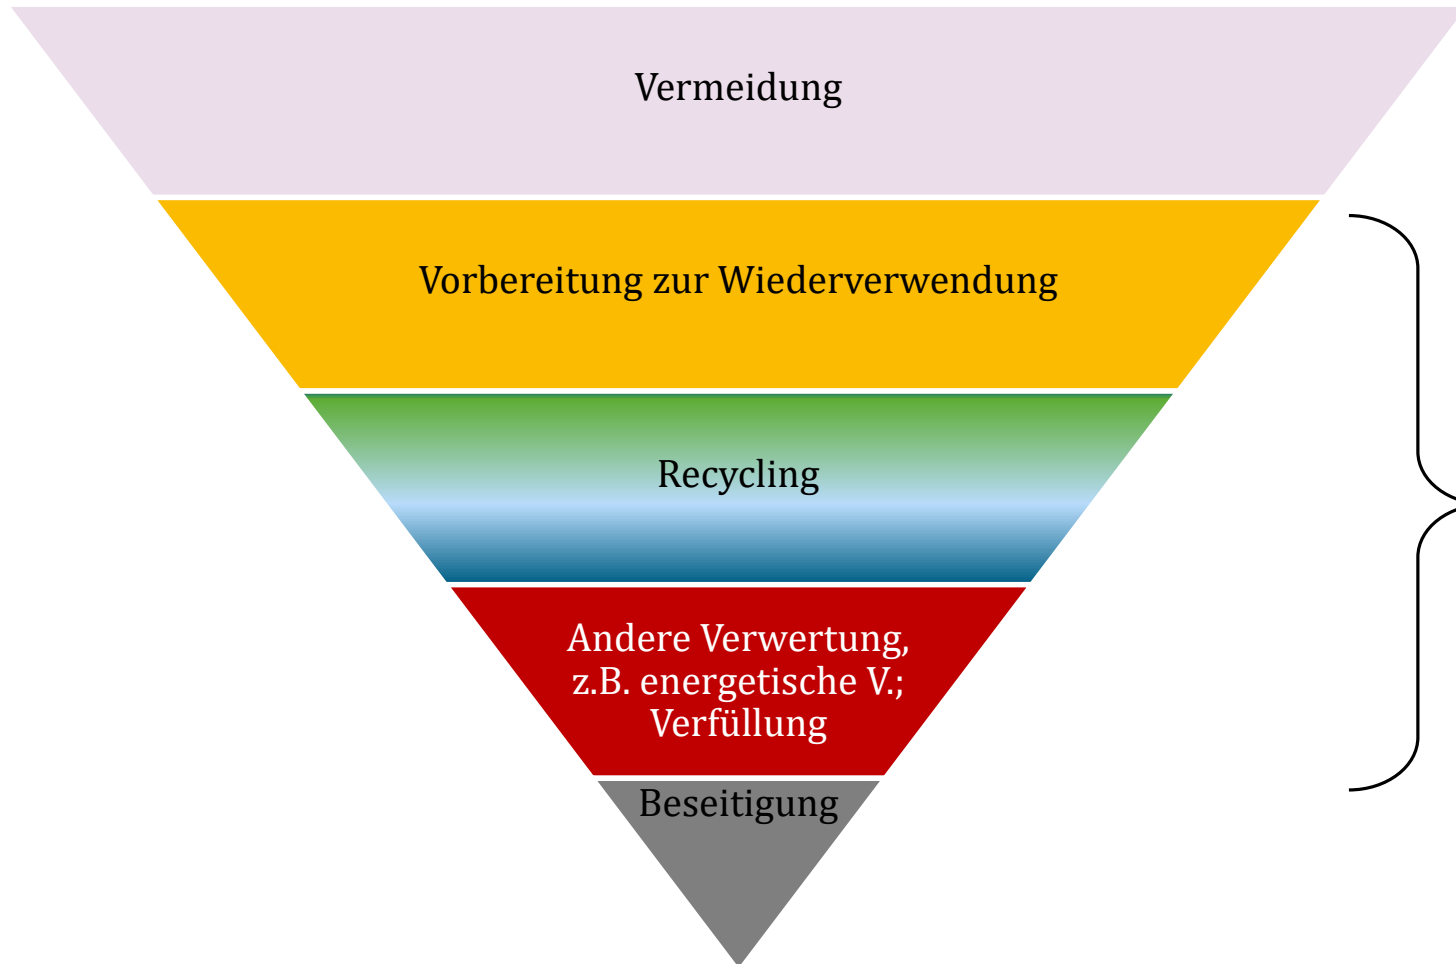 Vermeidung
Vorbereitung zur Wiederverwendung
Recycling
Andere Verwertung,
z.B. energetische V.;
Verfüllung
Beseitigung